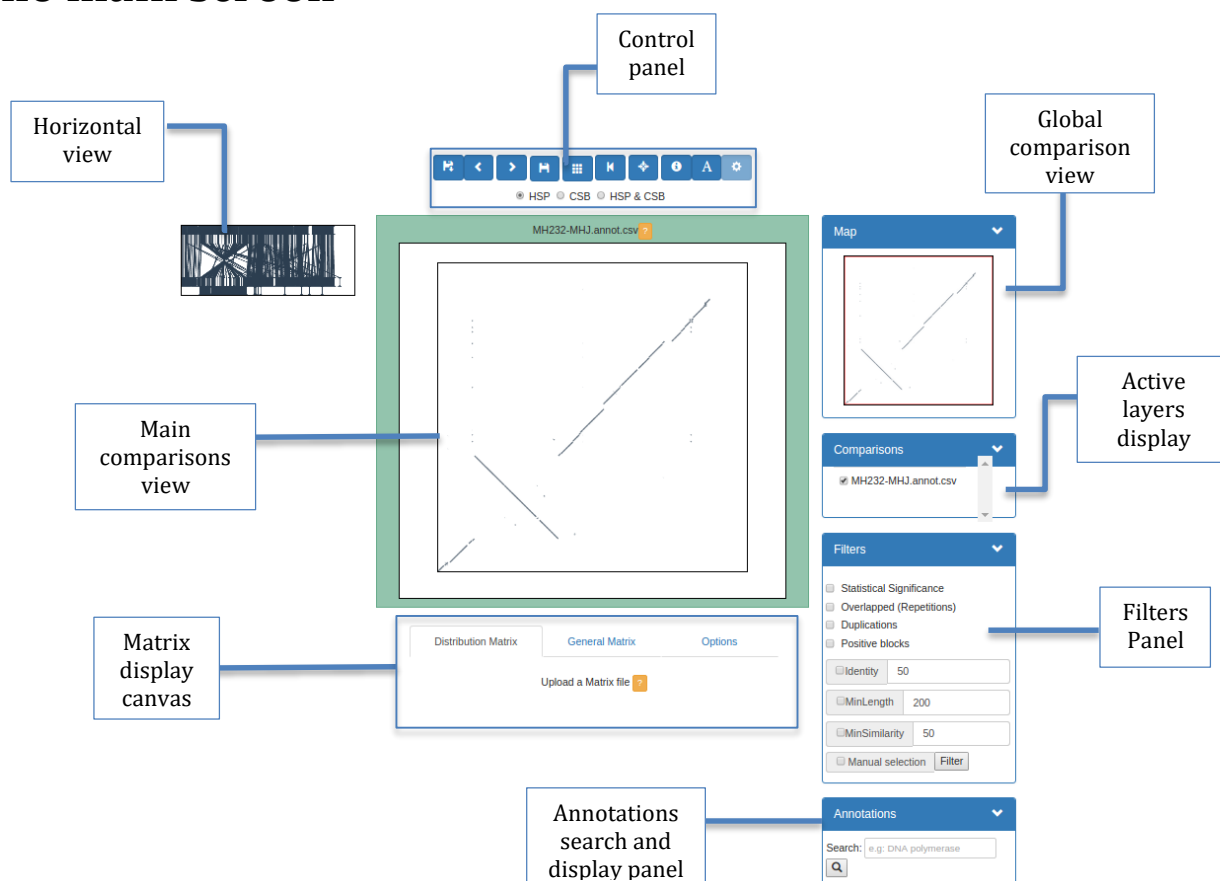 Control
panel
Horizontal
view
Global
comparison
view
A
HSP CSB HSP & CSB
MH232-MHJ.annot.csv ?
Map
Main
comparisons
view
Active
layers
display
Comparisons
MH232-MHJ.annot.csv
Filters
Statistical Significance
Overlapped (Repetitions)
Duplications
Positive blocks
Identity 50
MinLength 200
MinSimilarity 50
Manual selection Filter
Filters
Panel
Matrix
display
canvas
Distribution Matrix General Matrix Options
Upload a Matrix file ?
Annotations
search and
display panel
Annotations
Search: e.g: DNA polymerase